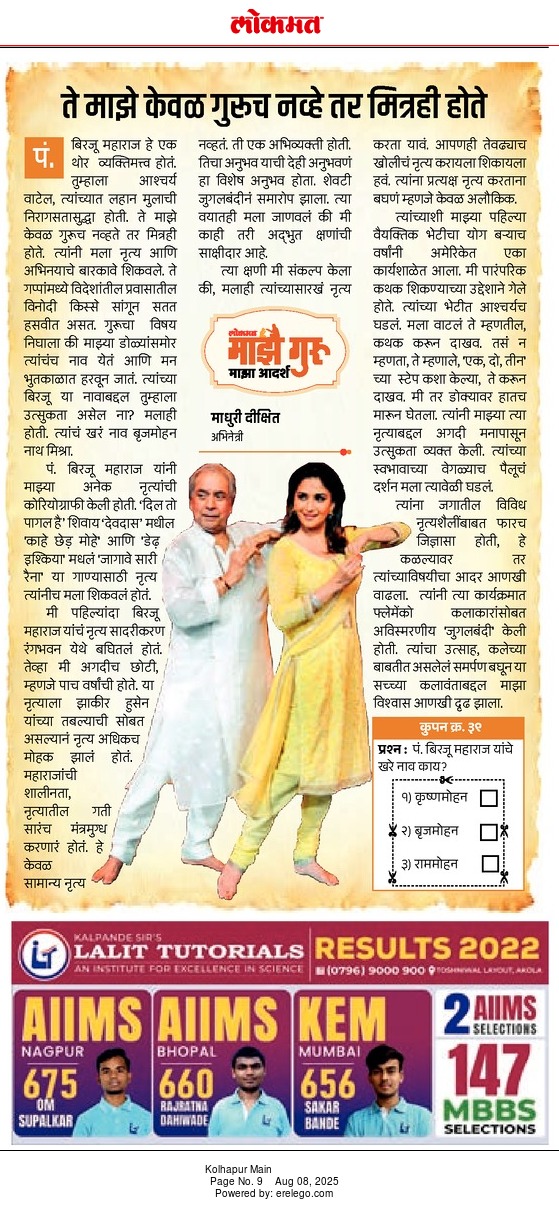 लोकमत
ते माझे केवळ गुरूच नव्हे तर मित्रही होते
पं. बिरजू महाराज हे एक
थोर व्यक्तिमत्त्व होतं.
तुम्हाला आश्चर्य
वाटेल, त्यांच्यात लहान मुलाची
निरागसतासुद्धा होती. ते माझे
केवळ गुरूच नव्हते तर मित्रही
होते. त्यांनी मला नृत्य आणि
अभिनयाचे बारकावे शिकवले. ते
गप्पांमध्ये विदेशांतील प्रवासातील
विनोदी किस्से सांगून सतत
हसवीत असत. गुरूचा विषय
निघाला की माझ्या डोळ्यांसमोर
त्यांचंच नाव येतं आणि मन
भुतकाळात हरवून जातं. त्यांच्या
बिरजू या नावाबद्दल तुम्हाला
उत्सुकता असेल ना? मलाही
होती. त्यांचं खरं नाव बृजमोहन
नाथ मिश्रा.
पं. बिरजू महाराज यांनी
माझ्या अनेक नृत्यांची
कोरियोग्राफी केली होती. 'दिल तो
पागल है' शिवाय 'देवदास' मधील
'काहे छेड़ मोहे' आणि 'डेढ़
इश्किया' मधलं 'जागावे सारी
रैना' या गाण्यासाठी नृत्य
त्यांनीच मला शिकवलं होतं.
मी पहिल्यांदा बिरजू
महाराज यांचं नृत्य सादरीकरण
रंगभवन येथे बघितलं होतं.
तेव्हा मी अगदीच छोटी,
म्हणजे पाच वर्षांची होते. या
नृत्याला झाकीर हुसेन
यांच्या तबल्याची सोबत
असल्यानं नृत्य अधिकच
मोहक झालं होतं.
महाराजांची
शालीनता,
नृत्यातील गती
सारंच मंत्रमुग्ध
करणारं होतं. हे
केवळ
सामान्य नृत्य
नव्हतं. ती एक अभिव्यक्ती होती.
तिचा अनुभव याची देही अनुभवणं
हा विशेष अनुभव होता. शेवटी
जुगलबंदीनं समारोप झाला. त्या
वयातही मला जाणवलं की मी
काही तरी अद्‌भुत क्षणांची
साक्षीदार आहे.
त्या क्षणी मी संकल्प केला
की, मलाही त्यांच्यासारखं नृत्य
लोकमत
माझे गुरू
माझा आदर्श
माधुरी दीक्षित
अभिनेत्री
करता यावं. आपणही तेवढ्याच
खोलीचं नृत्य करायला शिकायला
हवं. त्यांना प्रत्यक्ष नृत्य करताना
बघणं म्हणजे केवळ अलौकिक.
त्यांच्याशी माझ्या पहिल्या
वैयक्तिक भेटीचा योग बऱ्याच
वर्षांनी अमेरिकेत एका
कार्यशाळेत आला. मी पारंपरिक
कथक शिकण्याच्या उद्देशाने गेले
होते. त्यांच्या भेटीत आश्चर्यच
घडलं. मला वाटलं ते म्हणतील,
कथक करून दाखव. तसं न
म्हणता, ते म्हणाले, 'एक, दो, तीन'
च्या स्टेप कशा केल्या, ते करून
दाखव. मी तर डोक्यावर हातच
मारून घेतला. त्यांनी माझ्या त्या
नृत्याबद्दल अगदी मनापासून
उत्सुकता व्यक्त केली. त्यांच्या
स्वभावाच्या वेगळ्याच पैलूचं
दर्शन मला त्यावेळी घडलं.
त्यांना जगातील विविध
नृत्यशैलींबाबत फारच
जिज्ञासा होती, हे
कळल्यावर तर
त्यांच्याविषयीचा आदर आणखी
वाढला. त्यांनी त्या कार्यक्रमात
फ्लेमेंको कलाकारांसोबत
अविस्मरणीय 'जुगलबंदी' केली
होती. त्यांचा उत्साह, कलेच्या
बाबतीत असलेलं समर्पण बघून या
सच्च्या कलावंताबद्दल माझा
विश्वास आणखी दृढ झाला.
कुपन क्र. ३९
प्रश्न : पं. बिरजू महाराज यांचे
खरे नाव काय?
१) कृष्णमोहन
२) बृजमोहन
३) राममोहन
KALPANDE SIR'S
LALIT TUTORIALS
AN INSTITUTE FOR EXCELLENCE IN SCIENCE
RESULTS 2022
(0796) 9000 900 TOSHNIWAL LAYOUT, AKOLA
AIIMS
NAGPUR
675
OM
SUPALKAR
AIIMS
BHOPAL
660
RAJRATNA
DAHIWADE
KEM
MUMBAI
656
SAKAR
BANDE
2 AIIMS
SELECTIONS
147
MBBS
SELECTIONS
Kolhapur Main
Page No. 9 Aug 08, 2025
Powered by: erelego.com